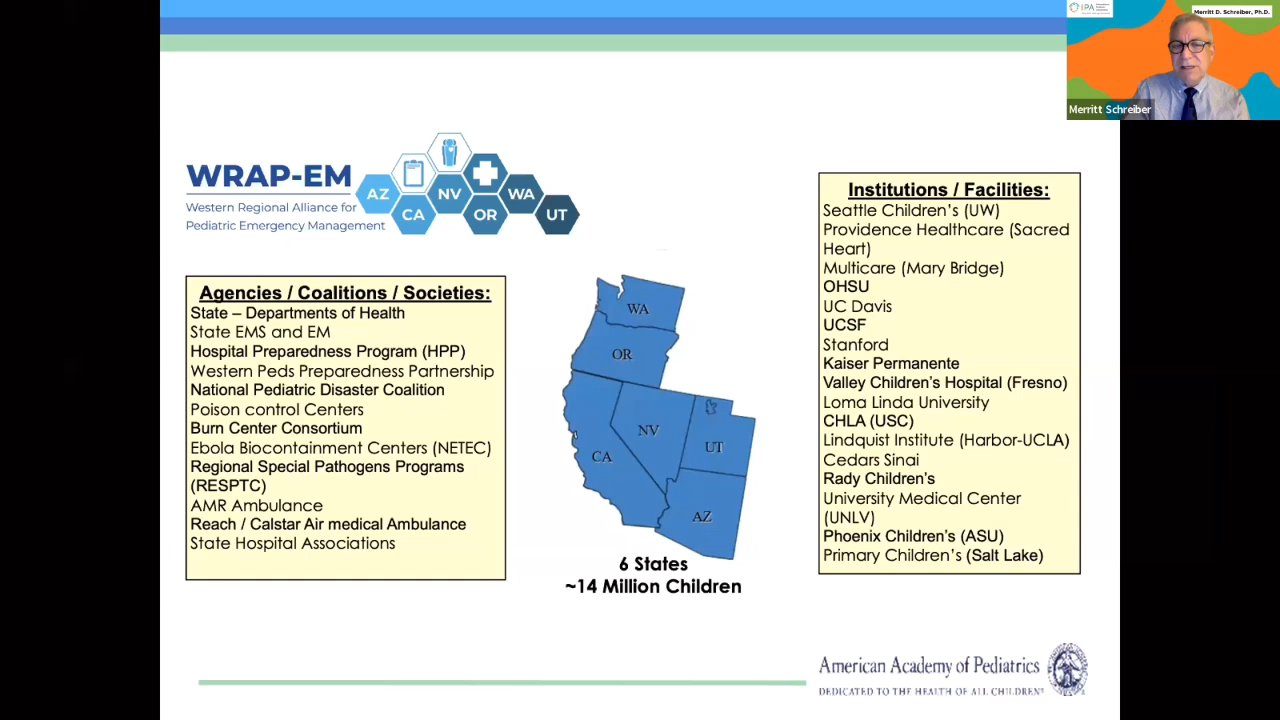 IPA
Merritt D. Schreiber, Ph.D.
Merritt Schreiber
WRAP-EM
Western Regional Alliance for
Pediatric Emergency Management
AZ
CA
NV
OR
WA
UT
Agencies / Coalitions / Societies:
State – Departments of Health
State EMS and EM
Hospital Preparedness Program (HPP)
Western Peds Preparedness Partnership
National Pediatric Disaster Coalition
Poison control Centers
Burn Center Consortium
Ebola Biocontainment Centers (NETEC)
Regional Special Pathogens Programs
(RESPTC)
AMR Ambulance
Reach / Calstar Air medical Ambulance
State Hospital Associations
WA
OR
NV
UT
CA
AZ
6 States
~14 Million Children
Institutions / Facilities:
Seattle Children’s (UW)
Providence Healthcare (Sacred
Heart)
Multicare (Mary Bridge)
OHSU
UC Davis
UCSF
Stanford
Kaiser Permanente
Valley Children’s Hospital (Fresno)
Loma Linda University
CHLA (USC)
Lindquist Institute (Harbor-UCLA)
Cedars Sinai
Rady Children’s
University Medical Center
(UNLV)
Phoenix Children’s (ASU)
Primary Children’s (Salt Lake)
American Academy of Pediatrics
DEDICATED TO THE HEALTH OF ALL CHILDREN®